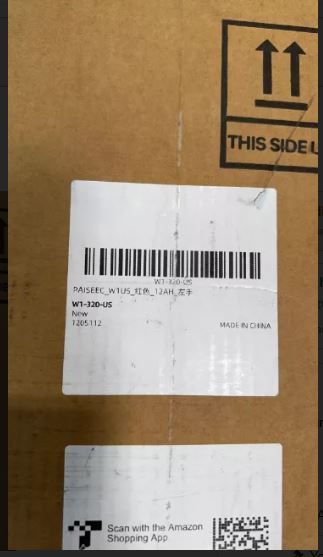 THIS SIDE U
W1-320-US
PAISEEC_W1US_红色_12AH_左手
W1-320-US
New
1205112
MADE IN CHINA
Scan with the Amazon
Shopping App